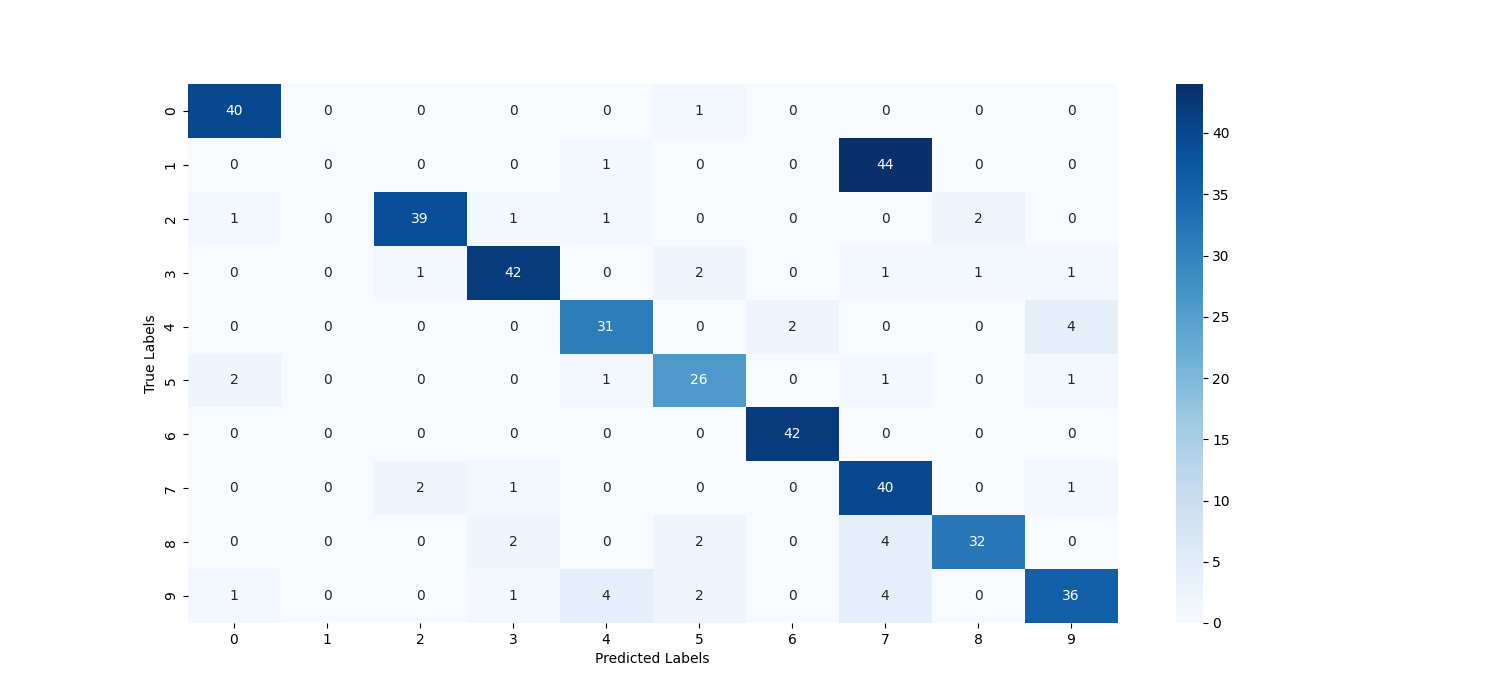 0 40 0 0 0 0 1 0 0 0 0
1 0 0 0 0 1 0 0 44 0 0
2 1 0 39 1 1 0 0 0 2 0
3 0 0 1 42 0 2 0 1 1 1
4 0 0 0 0 31 0 2 0 0 4
5 2 0 0 0 1 26 0 1 0 1
6 0 0 0 0 0 0 42 0 0 0
7 0 0 2 1 0 0 0 40 0 1
8 0 0 0 2 0 2 0 4 32 0
9 1 0 0 1 4 2 0 4 0 36
0 1 2 3 4 5 6 7 8 9
Predicted Labels
True Labels
40
35
30
25
20
15
10
5
0